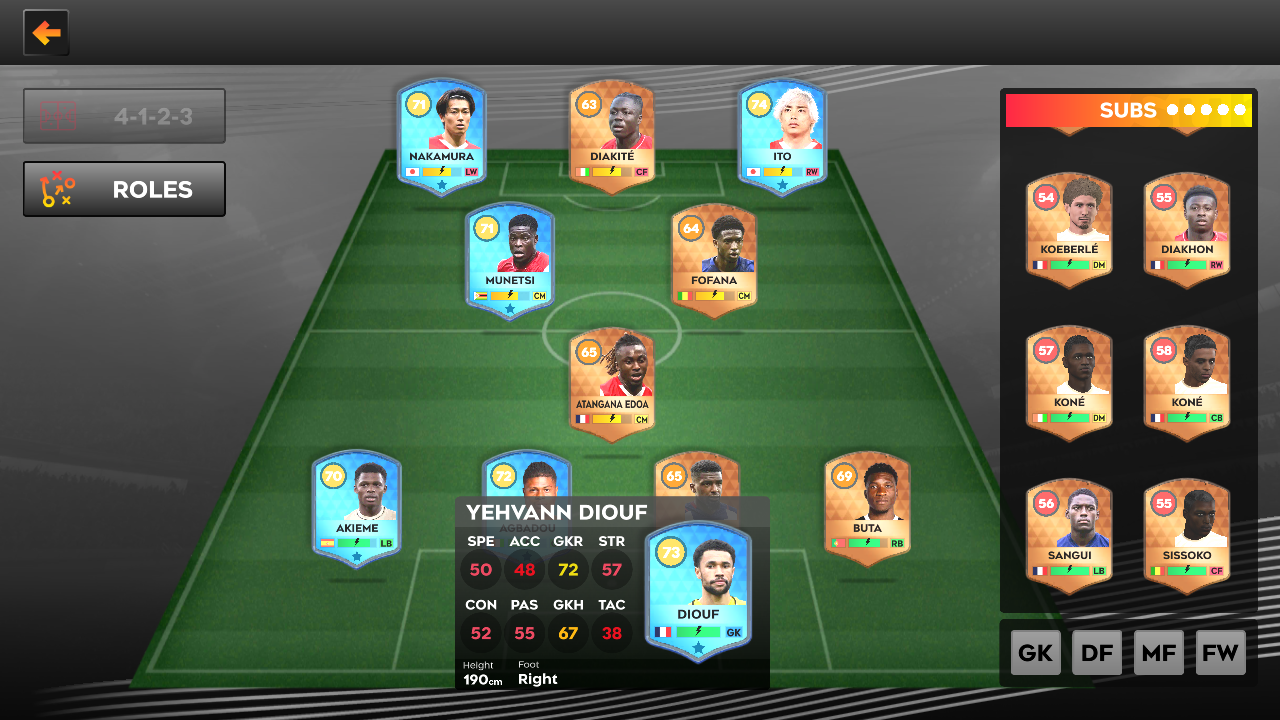 4-1-2-3
ROLES
71
NAKAMURA
LW
63
DIAKITÉ
CF
74
ITO
RW
71
MUNETSI
CM
64
FOFANA
CM
65
ATANGANA EDOA
CM
70
AKIEME
LB
72
AGBADOU
65
69
BUTA
RB
YEHVANN DIOUF
SPE ACC GKR STR
50 48 72 57
CON PAS GKH TAC
52 55 67 38
Height Foot
190cm Right
73
DIOUF
GK
SUBS
54
KOEBERLÉ
DM
55
DIAKHON
RW
57
KONÉ
DM
58
KONÉ
CB
56
SANGUI
LB
55
SISSOKO
CF
GK DF MF FW